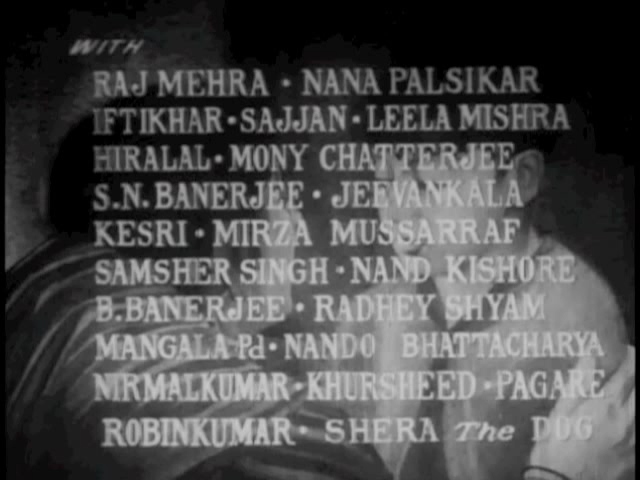 WITH
RAJ MEHRA • NANA PALSIKAR
IFTIKHAR • SAJJAN • LEELA MISHRA
HIRALAL • MONY CHATTERJEE
S.N. BANERJEE • JEEVANKALA
KESRI • MIRZA MUSSARRAF
SAMSHER SINGH • NAND KISHORE
B. BANERJEE • RADHEY SHYAM
MANGALA Pd • NANDO BHATTACHARYA
NIRMALKUMAR • KHURSHEED • PAGARE
ROBINKUMAR • SHERA The DOG